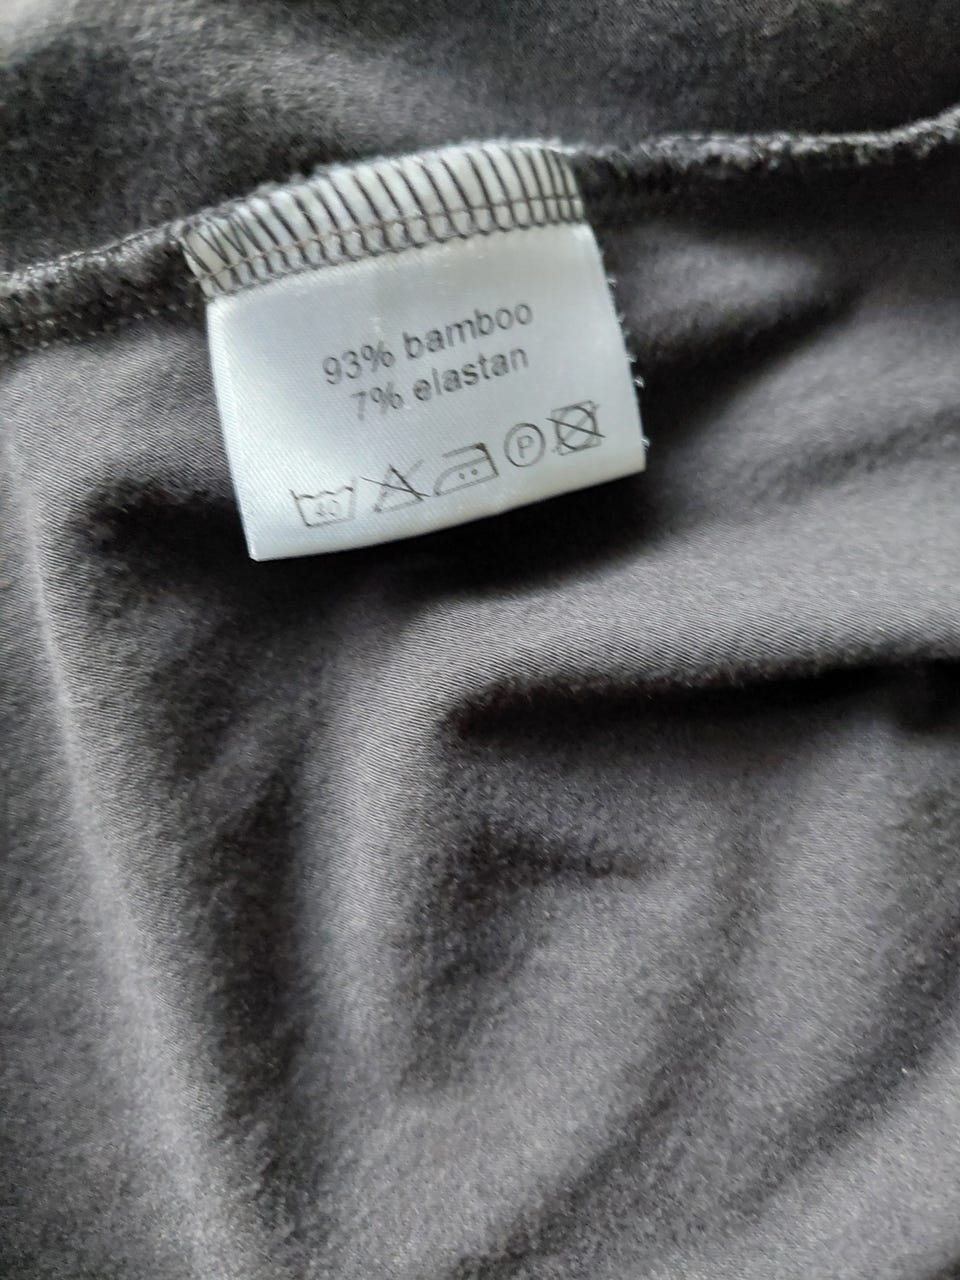 93% bamboo
7% elastan
P